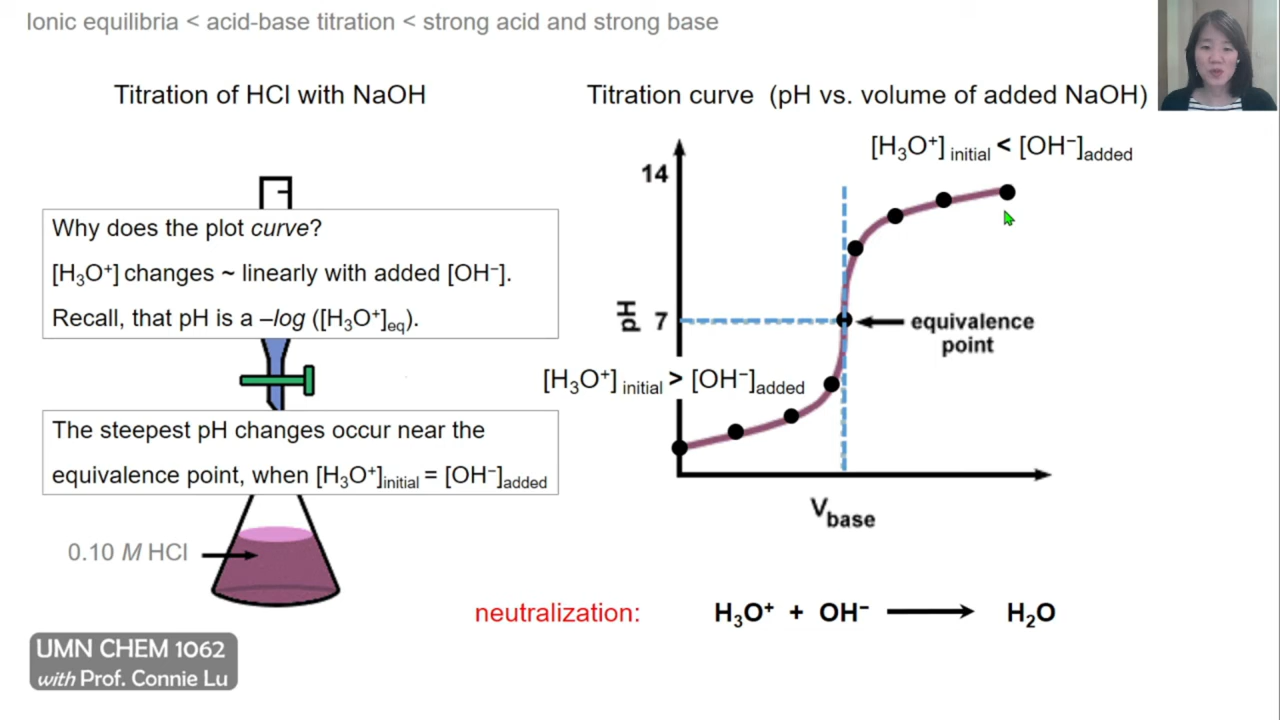 Ionic equilibria < acid-base titration < strong acid and strong base
Titration of HCl with NaOH
Why does the plot curve?
[H₃O⁺] changes ~ linearly with added [OH⁻].
Recall, that pH is a –log ([H₃O⁺]eq).
The steepest pH changes occur near the
equivalence point, when [H₃O⁺]initial = [OH⁻]added
0.10 M HCl
Titration curve (pH vs. volume of added NaOH)
[H₃O⁺] initial < [OH⁻]added
14
pH
7
equivalence
point
[H₃O⁺] initial > [OH⁻]added
Vbase
neutralization: H₃O⁺ + OH⁻ ⟶ H₂O
UMN CHEM 1062
with Prof. Connie Lu